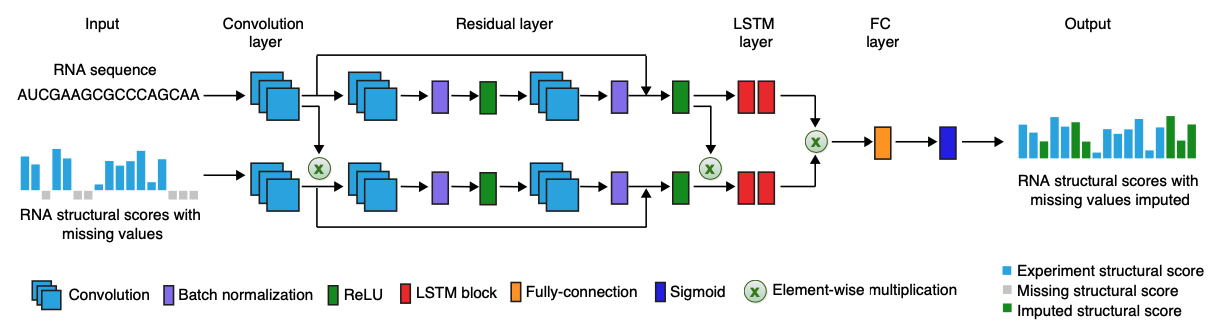 Input
Convolution
layer
Residual layer
LSTM
layer
FC
layer
Output
RNA sequence
AUCGAAGCGCCCAGCAA
x
x
x
RNA structural scores with
missing values
RNA structural scores with
missing values imputed
Convolution
Batch normalization
ReLU
LSTM block
Fully-connection
Sigmoid
x
Element-wise multiplication
Experiment structural score
Missing structural score
Imputed structural score